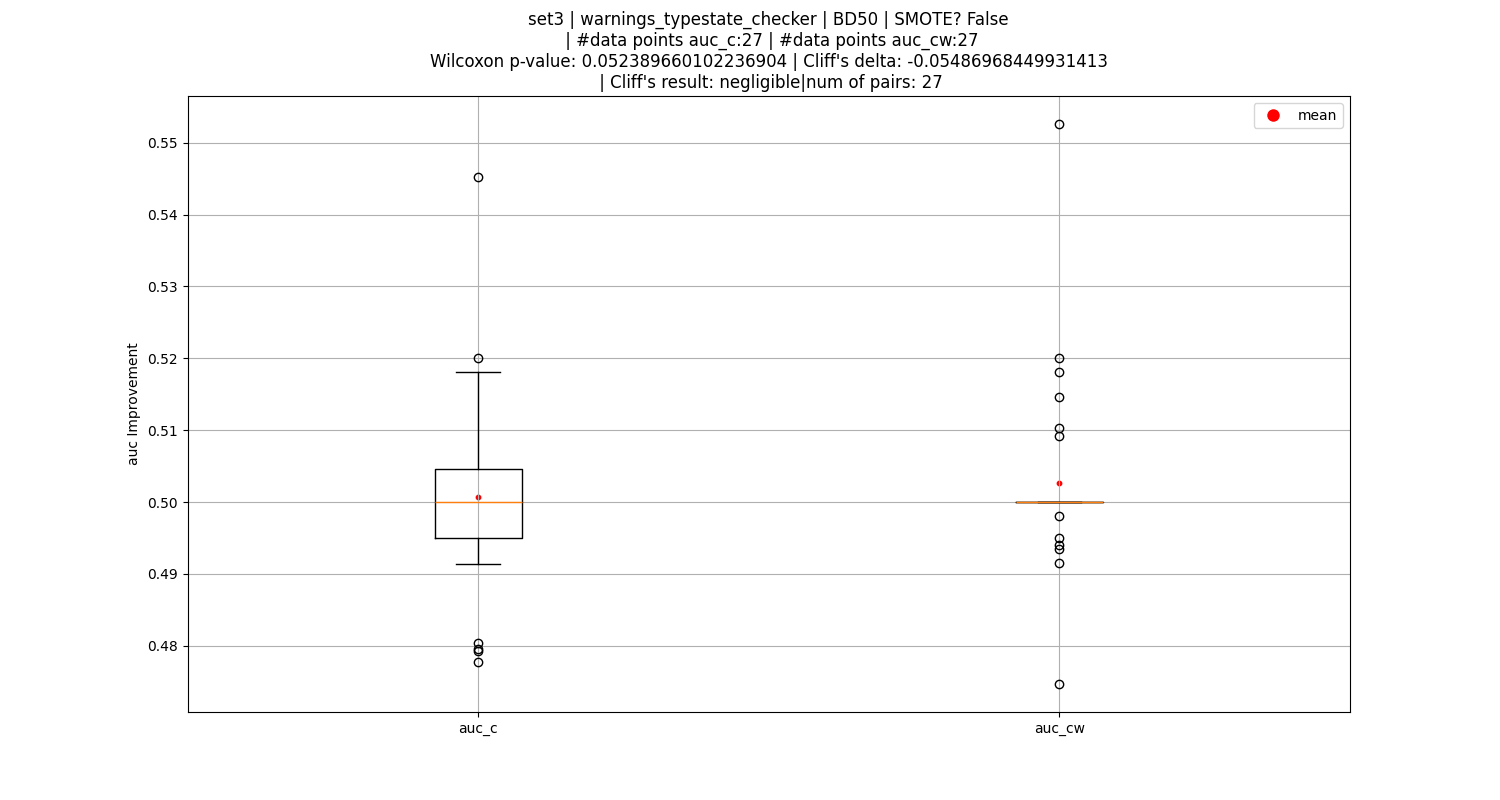 set3 | warnings_typestate_checker | BD50 | SMOTE? False
| #data points auc_c:27 | #data points auc_cw:27
Wilcoxon p-value: 0.052389660102236904 | Cliff's delta: -0.05486968449931413
| Cliff's result: negligible|num of pairs: 27
mean
0.55
0.54
0.53
0.52
0.51
0.50
0.49
0.48
auc Improvement
auc_c
auc_cw